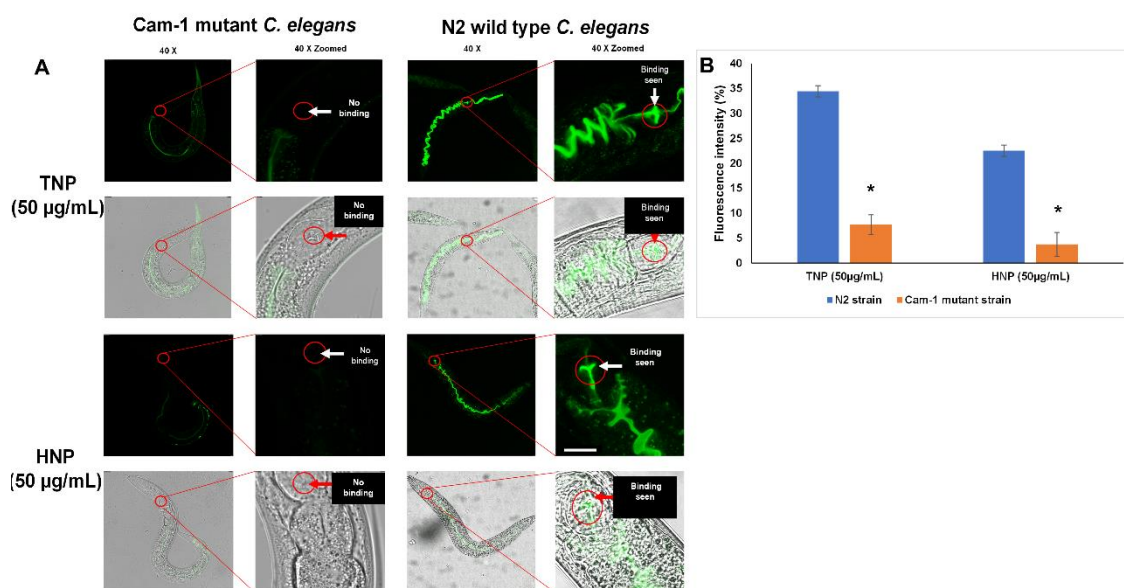 Cam-1 mutant C. elegans
N2 wild type C. elegans
40 X
40 X Zoomed
40 X
40 X Zoomed
A
TNP
(50 µg/mL)
No
binding
Binding
seen
No
binding
Binding
seen
HNP
(50 µg/mL)
No
binding
Binding
seen
No
binding
Binding
seen
B
Fluorescence intensity (%)
40
35
30
25
20
15
10
5
0
*
*
TNP (50µg/mL)
HNP (50µg/mL)
N2 strain
Cam-1 mutant strain